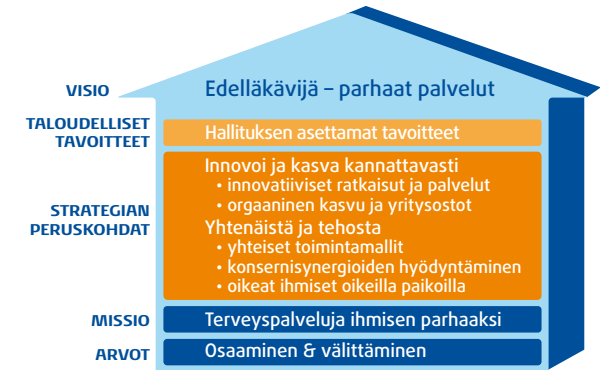 VISIO
Edelläkävijä – parhaat palvelut
TALOUDELLISET
TAVOITTEET
Hallituksen asettamat tavoitteet
STRATEGIAN
PERUSKOHDAT
Innovoi ja kasva kannattavasti
• innovatiiviset ratkaisut ja palvelut
• orgaaninen kasvu ja yritysostot
Yhtenäistä ja tehosta
• yhteiset toimintamallit
• konsernisynergioiden hyödyntäminen
• oikeat ihmiset oikeilla paikoilla
MISSIO
Terveyspalveluja ihmisen parhaaksi
ARVOT
Osaaminen & välittäminen